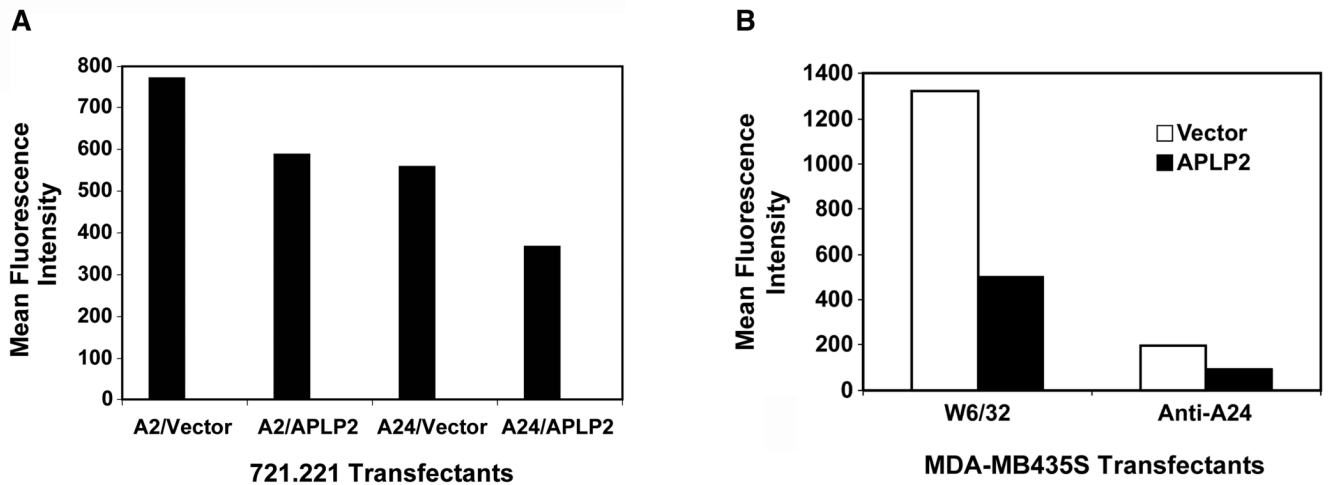 A
Mean Fluorescence
Intensity
800
700
600
500
400
300
200
100
0
A2/Vector A2/APLP2 A24/Vector A24/APLP2
721.221 Transfectants
B
Mean Fluorescence
Intensity
1400
1200
1000
800
600
400
200
0
Vector
APLP2
W6/32 Anti-A24
MDA-MB435S Transfectants